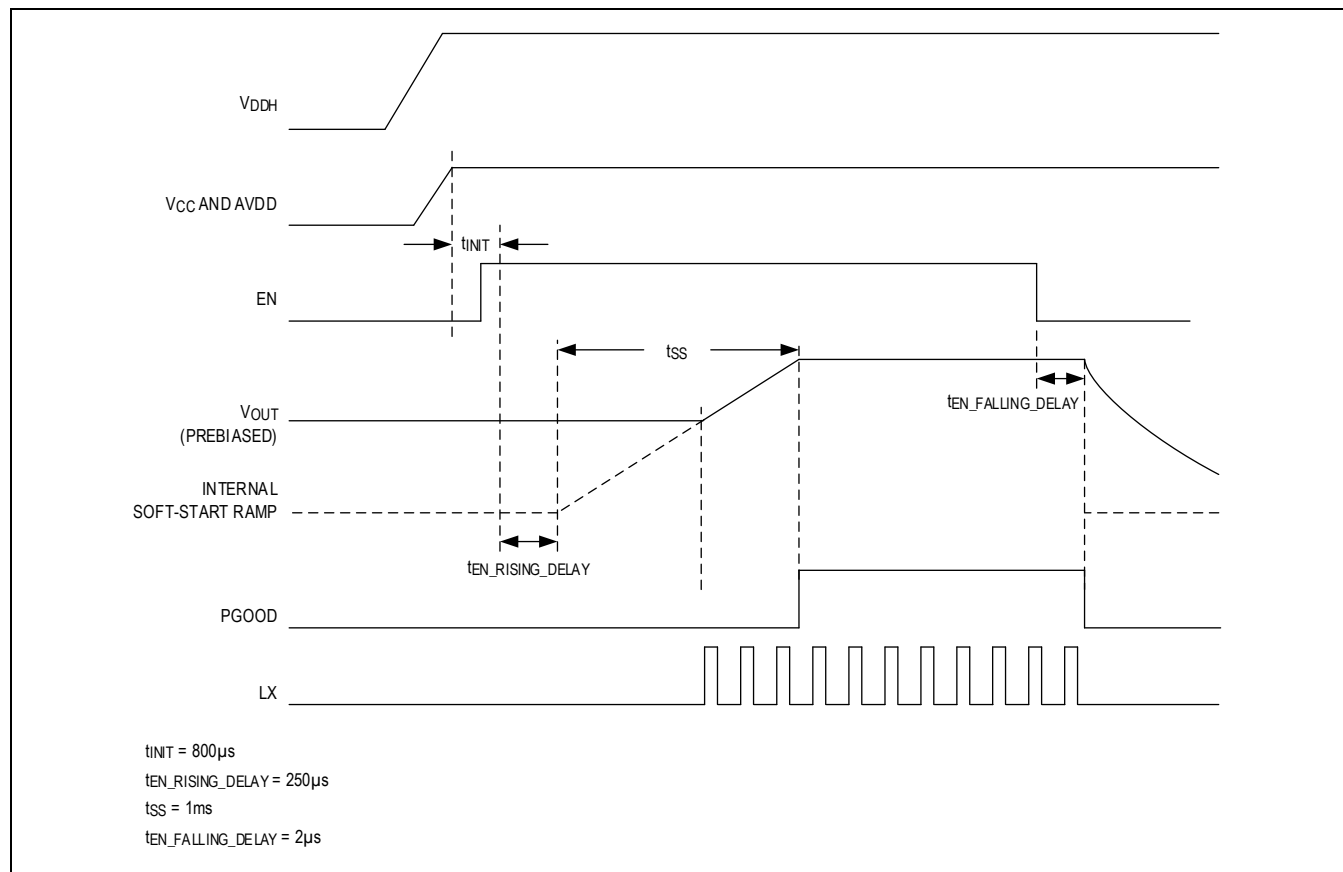 VDDH
VCC AND AVDD
tINIT
EN
tSS
VOUT
(PREBIASED)
tEN_FALLING_DELAY
INTERNAL
SOFT-START RAMP
tEN_RISING_DELAY
PGOOD
LX
tINIT = 800µs
tEN_RISING_DELAY = 250µs
tSS = 1ms
tEN_FALLING_DELAY = 2µs